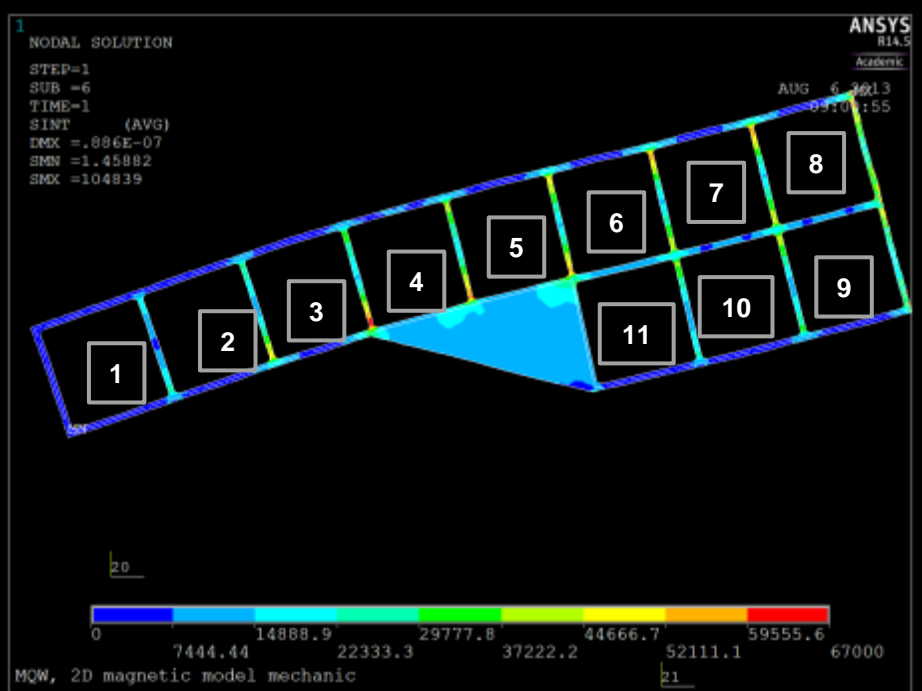 1
NODAL SOLUTION
STEP=1
SUB =6
TIME=1
SINT (AVG)
DMX =.886E-07
SMN =1.45882
SMX =104839
ANSYS
R14.5
Academic
AUG 6 2013
MX
MN
1
2
3
4
5
6
7
8
9
10
11
20
0 14888.9 29777.8 44666.7 59555.6
7444.44 22333.3 37222.2 52111.1 67000
MQW, 2D magnetic model mechanic
21